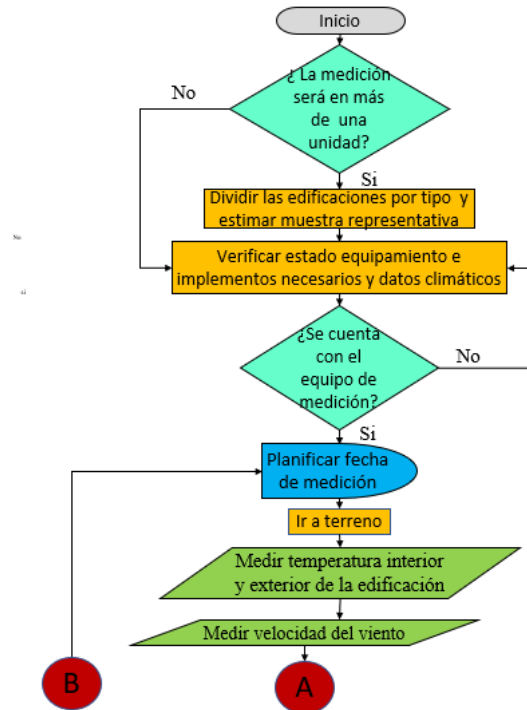 Inicio
¿ La medición
será en más
de una
unidad?
No
Si
Dividir las edificaciones por tipo y
estimar muestra representativa
Verificar estado equipamiento e
implementos necesarios y datos climáticos
No
si
¿Se cuenta
con el
equipo de
medición?
No
Si
Planificar fecha
de medición
Ir a terreno
Medir temperatura interior
y exterior de la edificación
Medir velocidad del viento
B
A